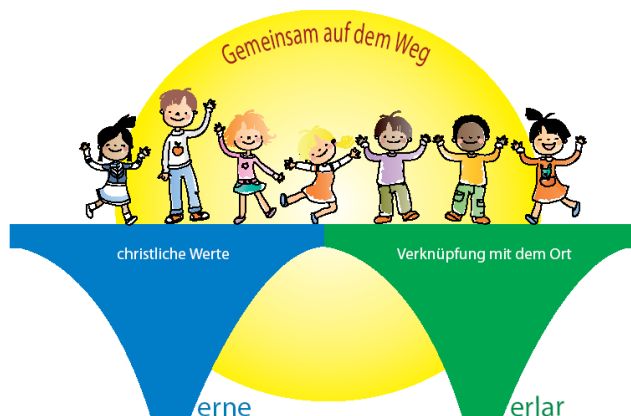 Gemeinsam auf dem Weg
christliche Werte
Verknüpfung mit dem Ort
erne
erlar